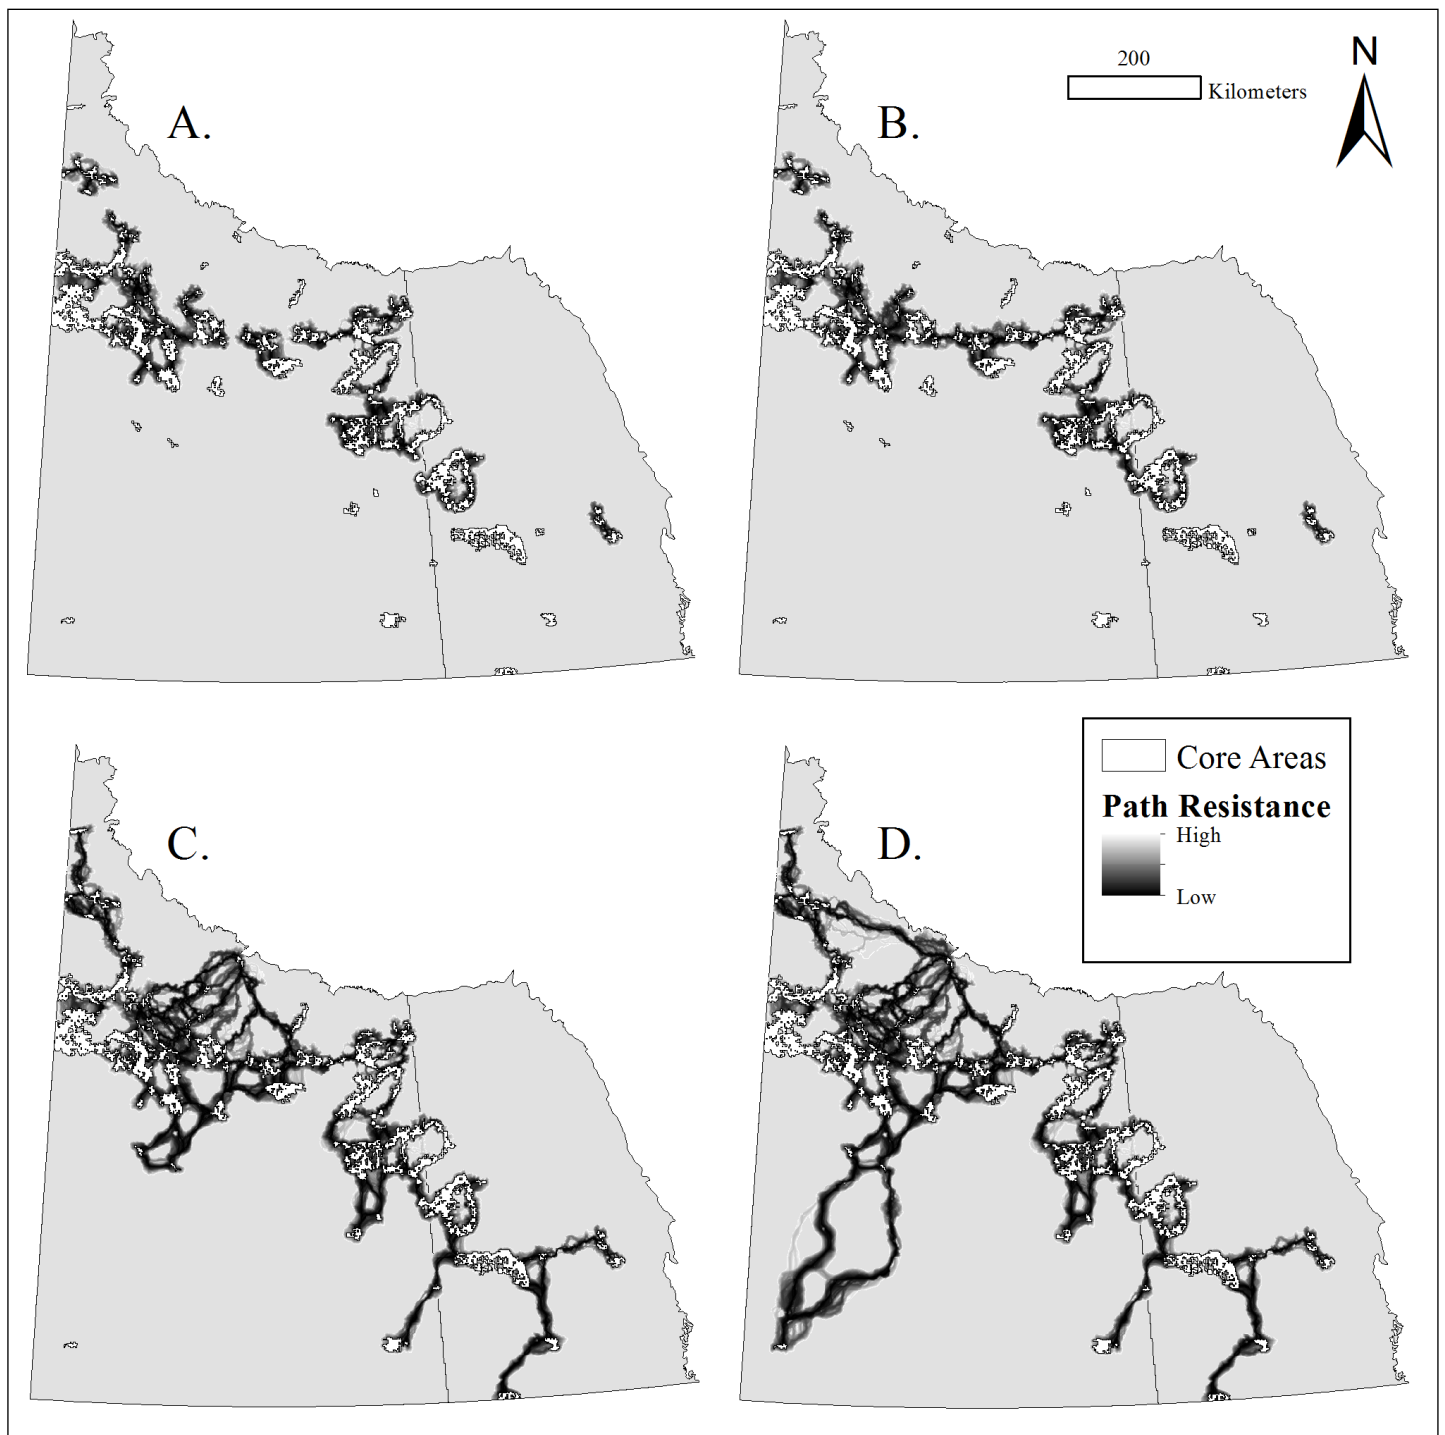 A.
B.
200
Kilometers
N
C.
D.
Core Areas
Path Resistance
High
Low